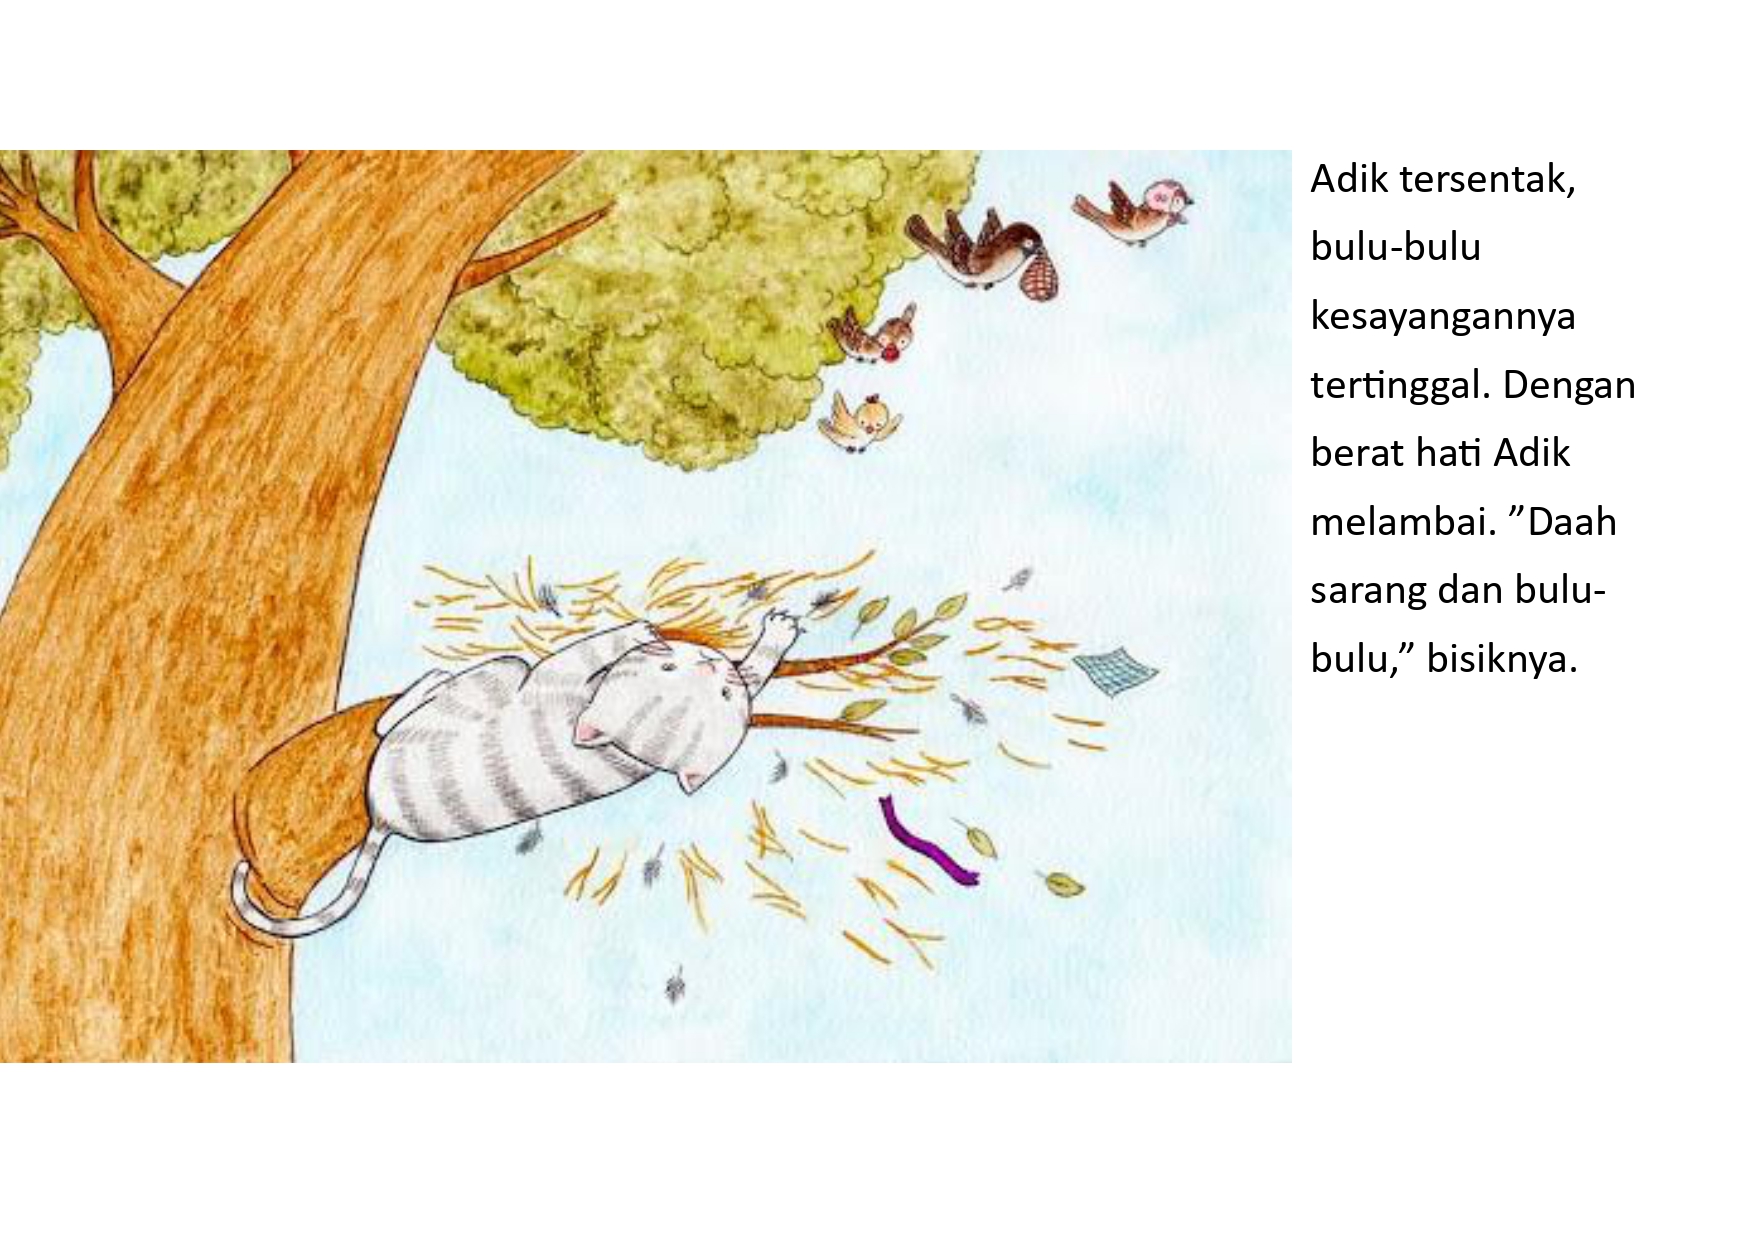 Adik tersentak,
bulu-bulu
kesayangannya
tertinggal. Dengan
berat hati Adik
melambai. ”Daah
sarang dan bulu-
bulu,” bisiknya.